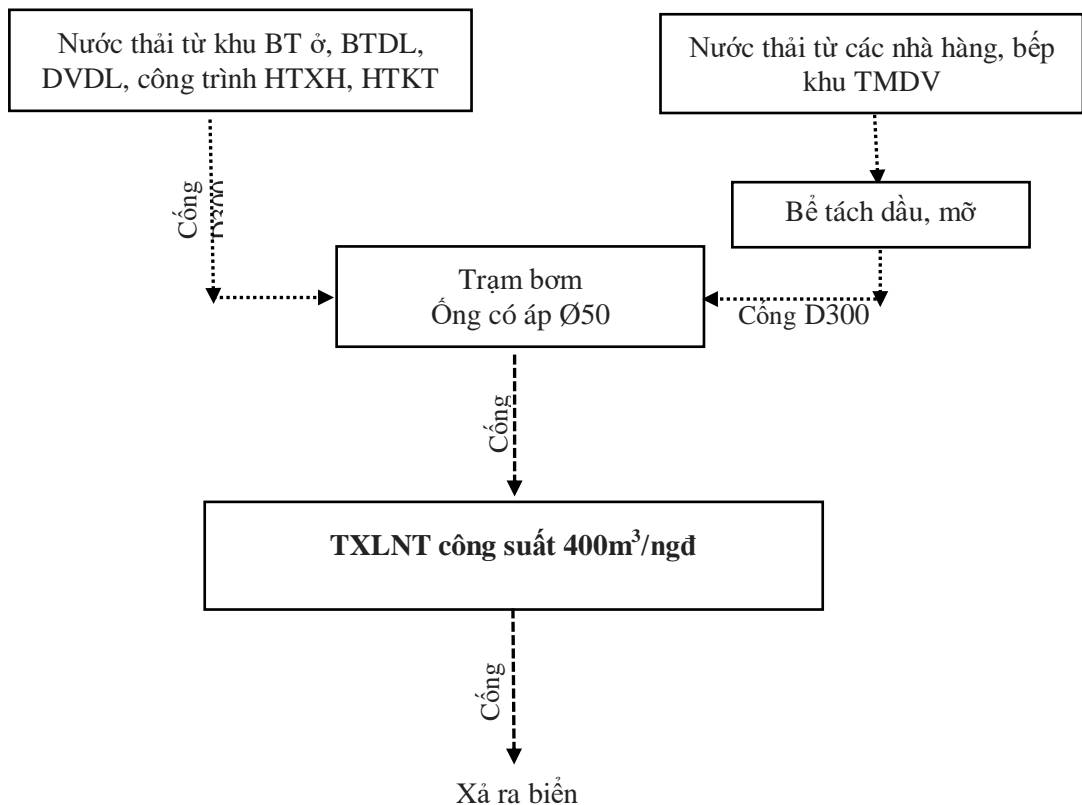 Nước thải từ khu BT ở, BTDL,
DVDL, công trình HTXH, HTKT
Nước thải từ các nhà hàng, bếp
khu TMDV
Cống
Bể tách dầu, mỡ
Trạm bơm
Ống có áp Ø50
Cống D300
Cống
TXLNT công suất 400m³/ngđ
Cống
Xả ra biển